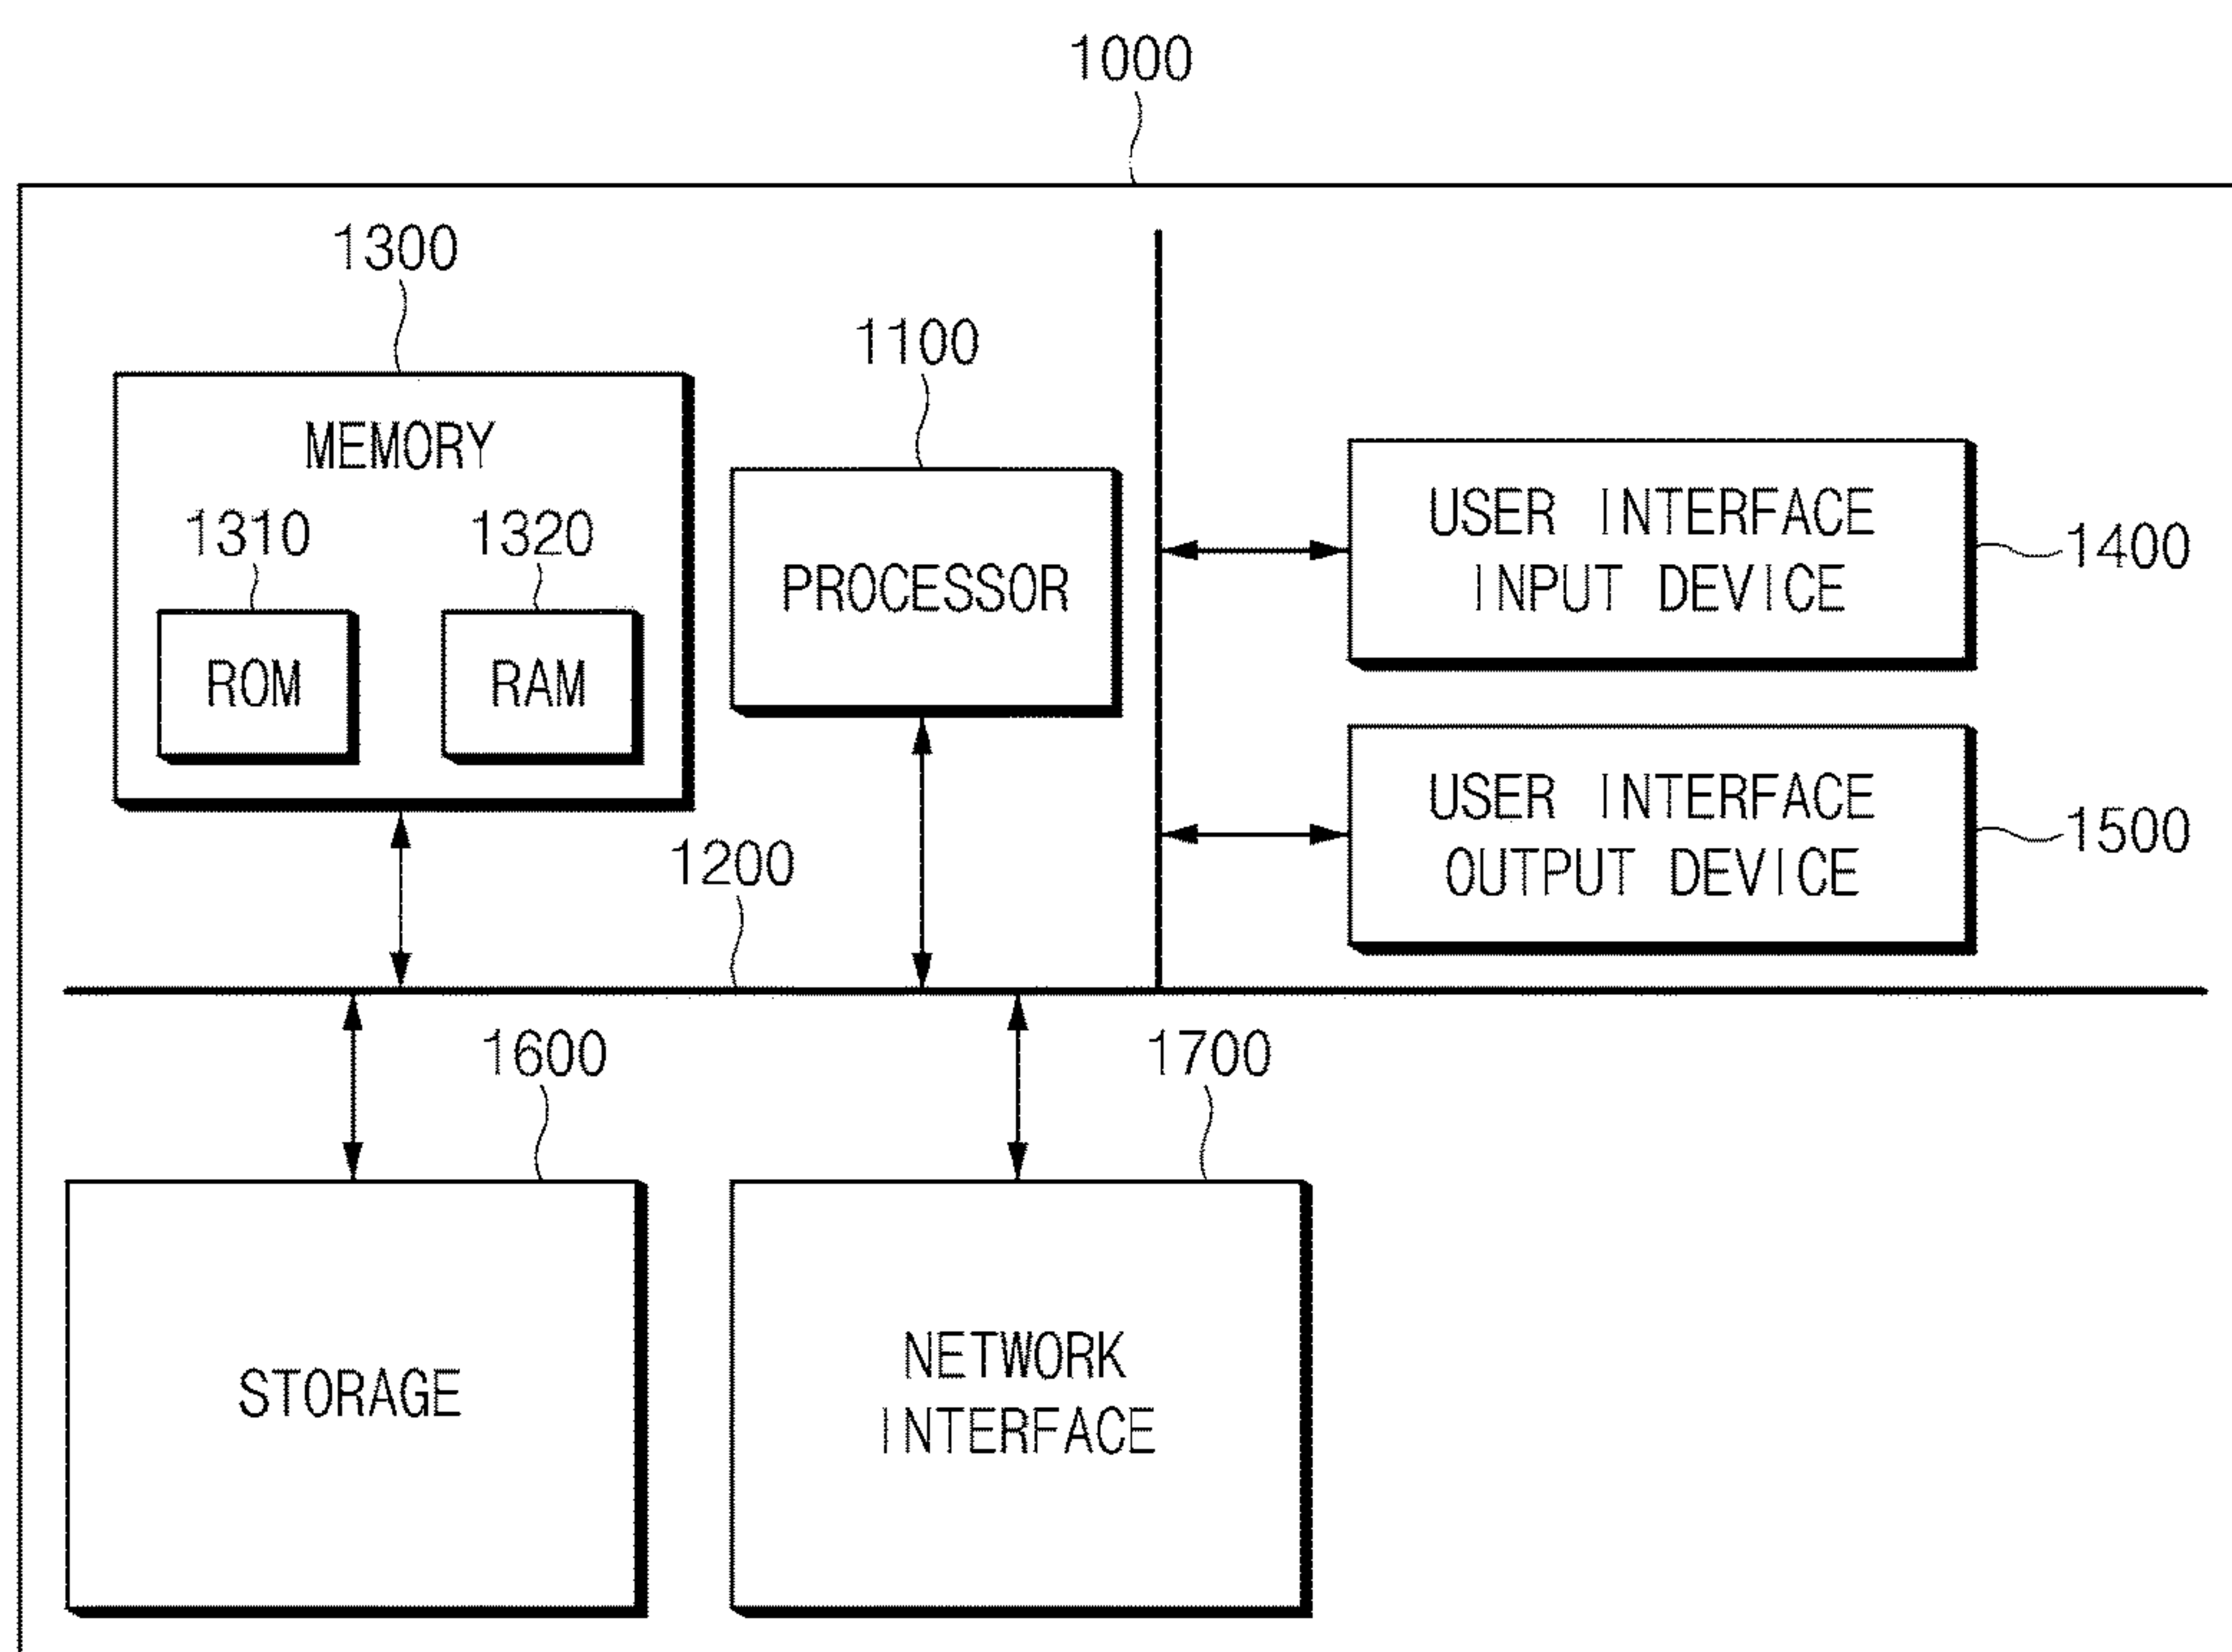 1000
1300
1100
MEMORY
1310
1320
ROM
RAM
PROCESSOR
USER INTERFACE
INPUT DEVICE
1400
USER INTERFACE
OUTPUT DEVICE
1500
1200
1600
1700
STORAGE
NETWORK
INTERFACE